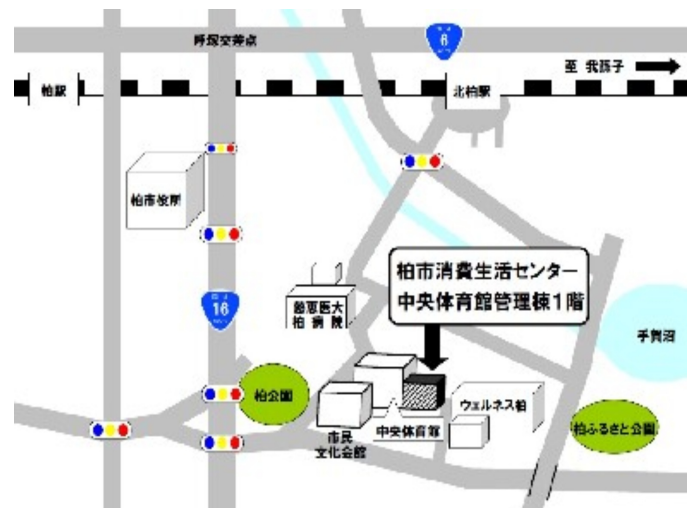 呼塚交差点
6
至 我孫子
柏駅
北柏駅
柏市役所
柏市消費生活センター
中央体育館管理棟1階
16
慈恵医大
柏病院
手賀沼
柏公園
ウェルネス柏
市民
文化会館
中央体育館
柏ふるさと公園